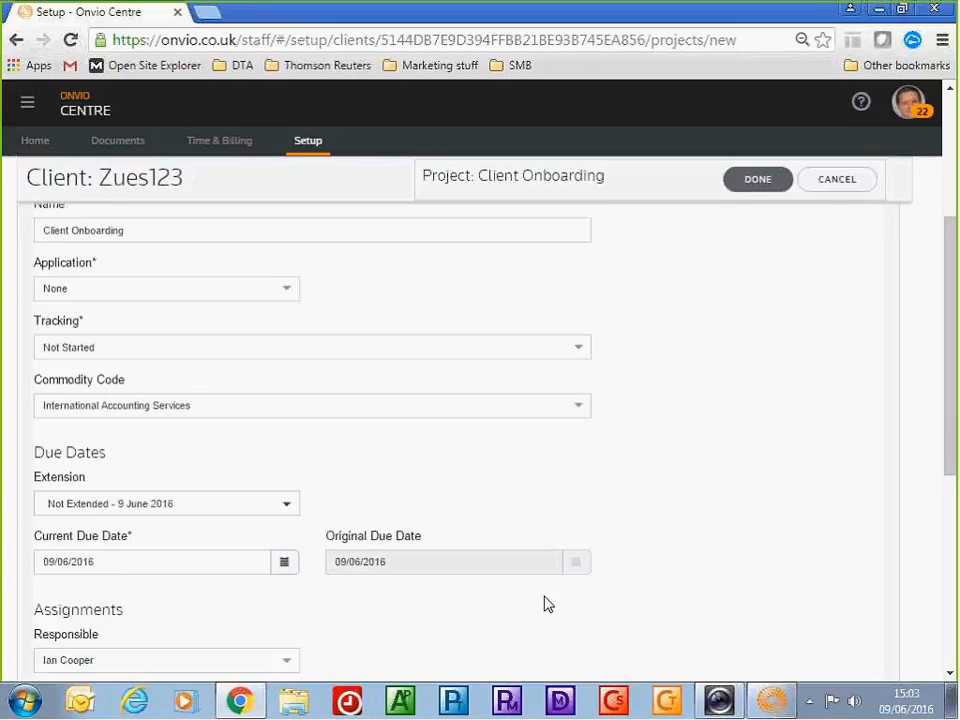 Setup - Onvio Centre
https://onvio.co.uk/staff/#/setup/clients/5144DB7E9D394FFBB21BE93B745EA856/projects/new
Apps
Open Site Explorer
DTA
Thomson Reuters
Marketing stuff
SMB
Other bookmarks
ONVIO
CENTRE
22
Home
Documents
Time & Billing
Setup
Client: Zues123
Project: Client Onboarding
DONE
CANCEL
Name
Client Onboarding
Application*
None
Tracking*
Not Started
Commodity Code
International Accounting Services
Due Dates
Extension
Not Extended - 9 June 2016
Current Due Date*
Original Due Date
09/06/2016
09/06/2016
Assignments
Responsible
Ian Cooper
15:03
09/06/2016